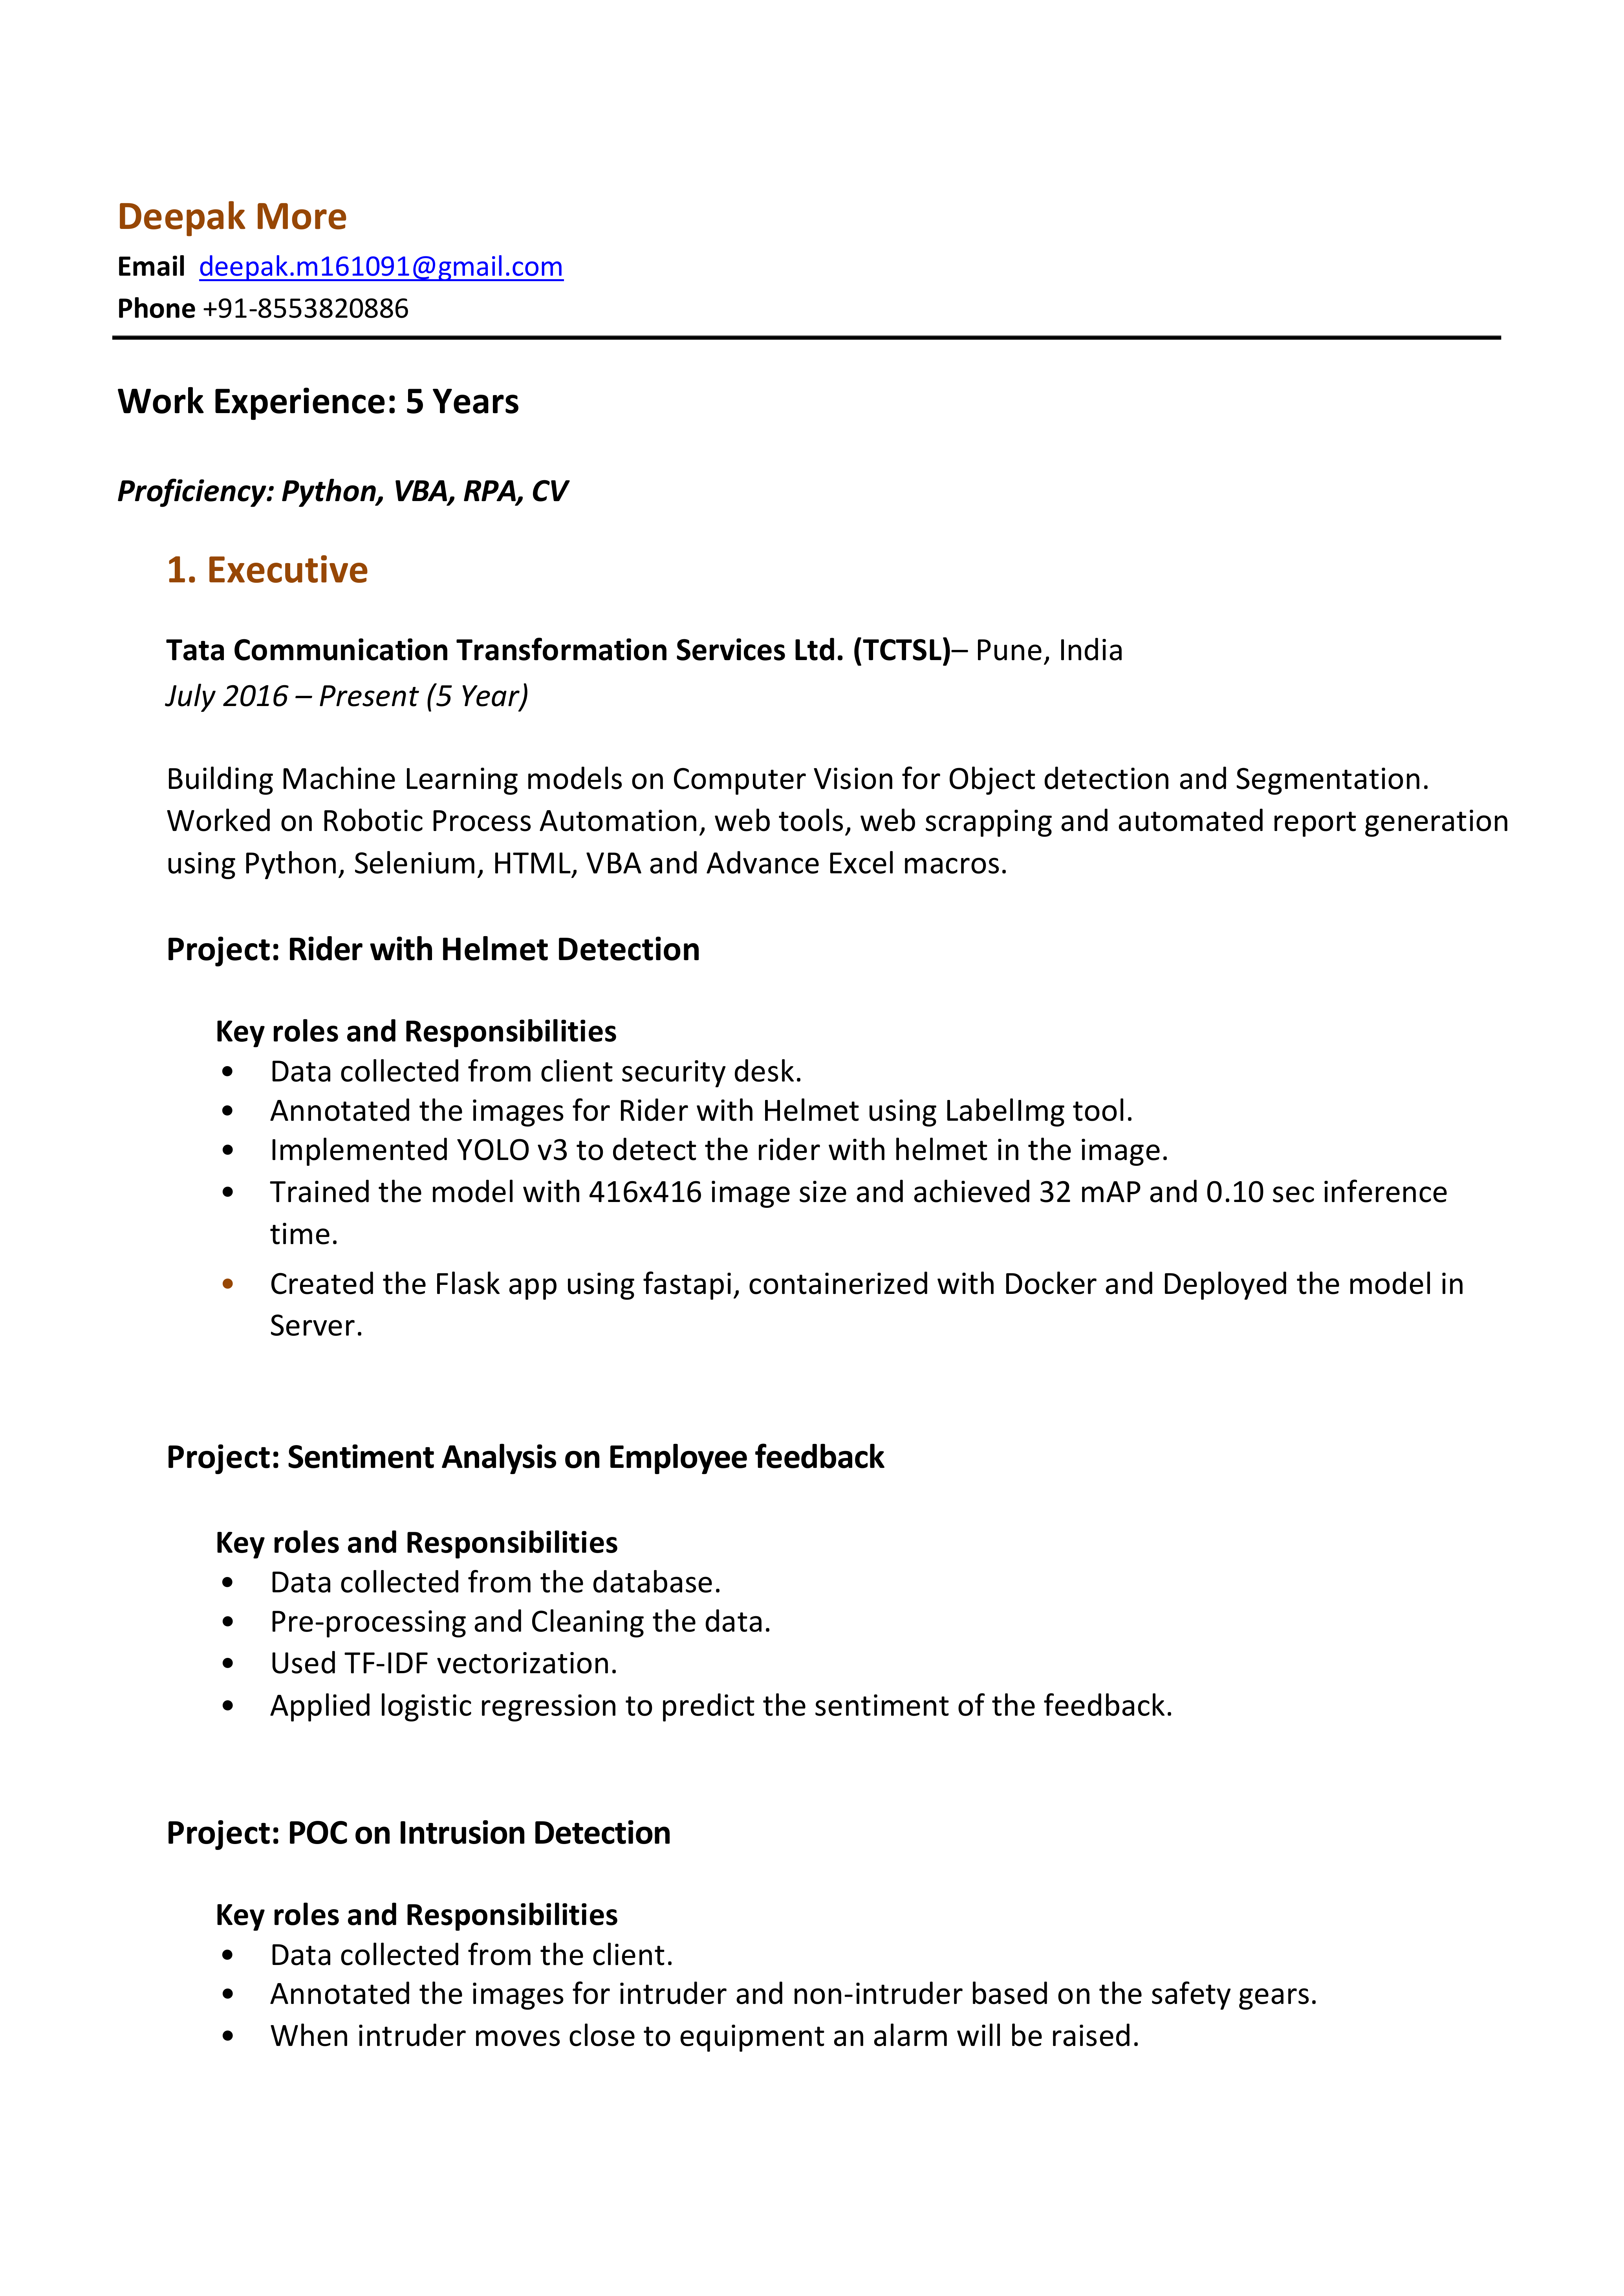 Deepak More
Email deepak.m161091@gmail.com
Phone +91-8553820886
Work Experience: 5 Years
Proficiency: Python, VBA, RPA, CV
1. Executive
Tata Communication Transformation Services Ltd. (TCTSL)– Pune, India
July 2016 – Present (5 Year)
Building Machine Learning models on Computer Vision for Object detection and Segmentation.
Worked on Robotic Process Automation, web tools, web scrapping and automated report generation
using Python, Selenium, HTML, VBA and Advance Excel macros.
Project: Rider with Helmet Detection
Key roles and Responsibilities
• Data collected from client security desk.
• Annotated the images for Rider with Helmet using LabelImg tool.
• Implemented YOLO v3 to detect the rider with helmet in the image.
• Trained the model with 416x416 image size and achieved 32 mAP and 0.10 sec inference
time.
• Created the Flask app using fastapi, containerized with Docker and Deployed the model in
Server.
Project: Sentiment Analysis on Employee feedback
Key roles and Responsibilities
• Data collected from the database.
• Pre-processing and Cleaning the data.
• Used TF-IDF vectorization.
• Applied logistic regression to predict the sentiment of the feedback.
Project: POC on Intrusion Detection
Key roles and Responsibilities
• Data collected from the client.
• Annotated the images for intruder and non-intruder based on the safety gears.
• When intruder moves close to equipment an alarm will be raised.